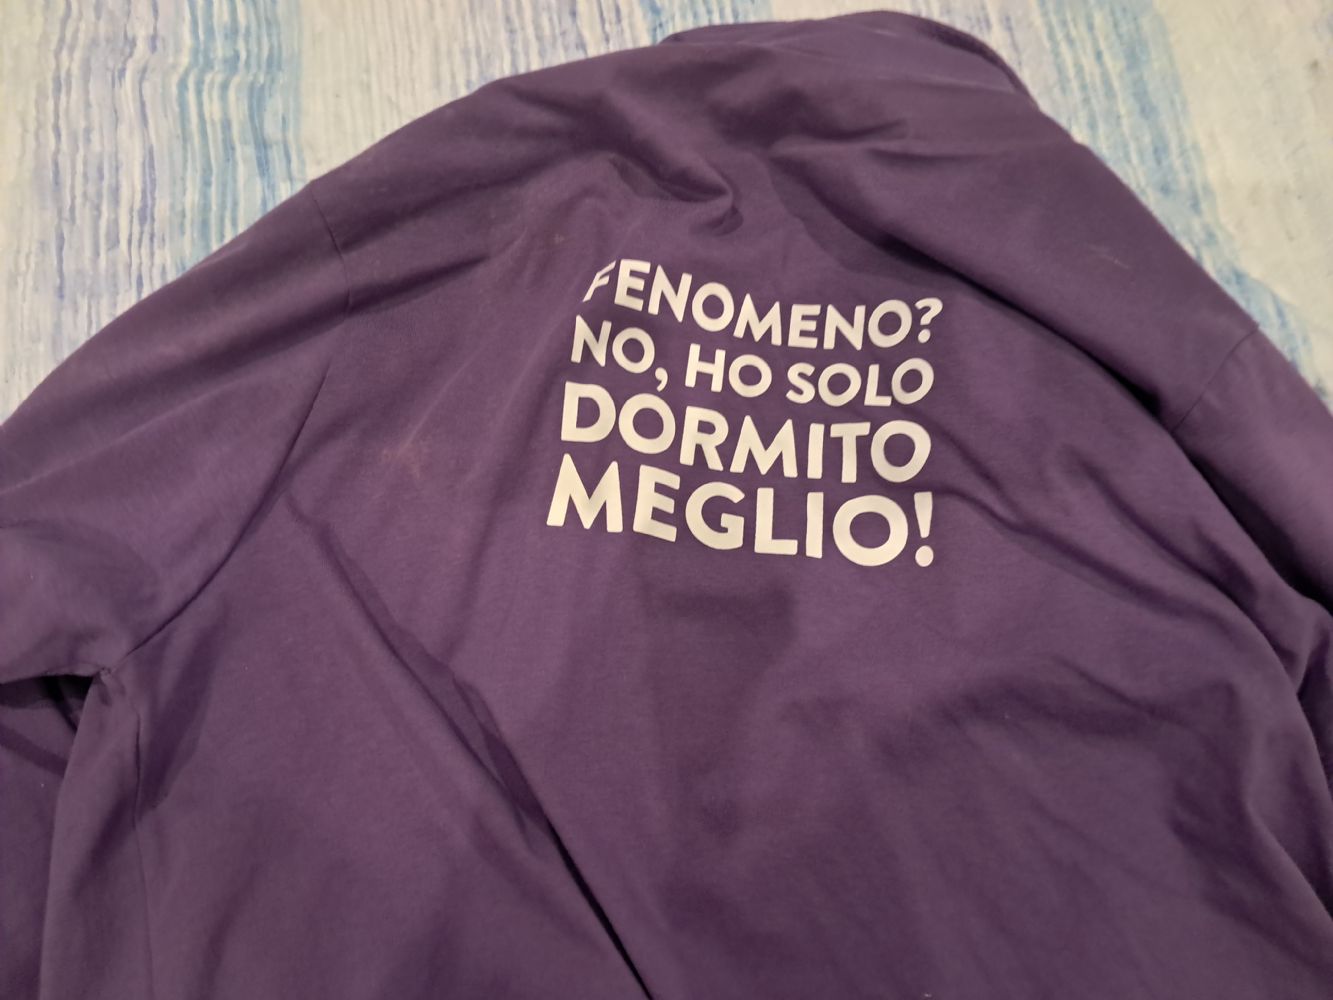 FENOMENO?
NO, HO SOLO
DORMITO
MEGLIO!